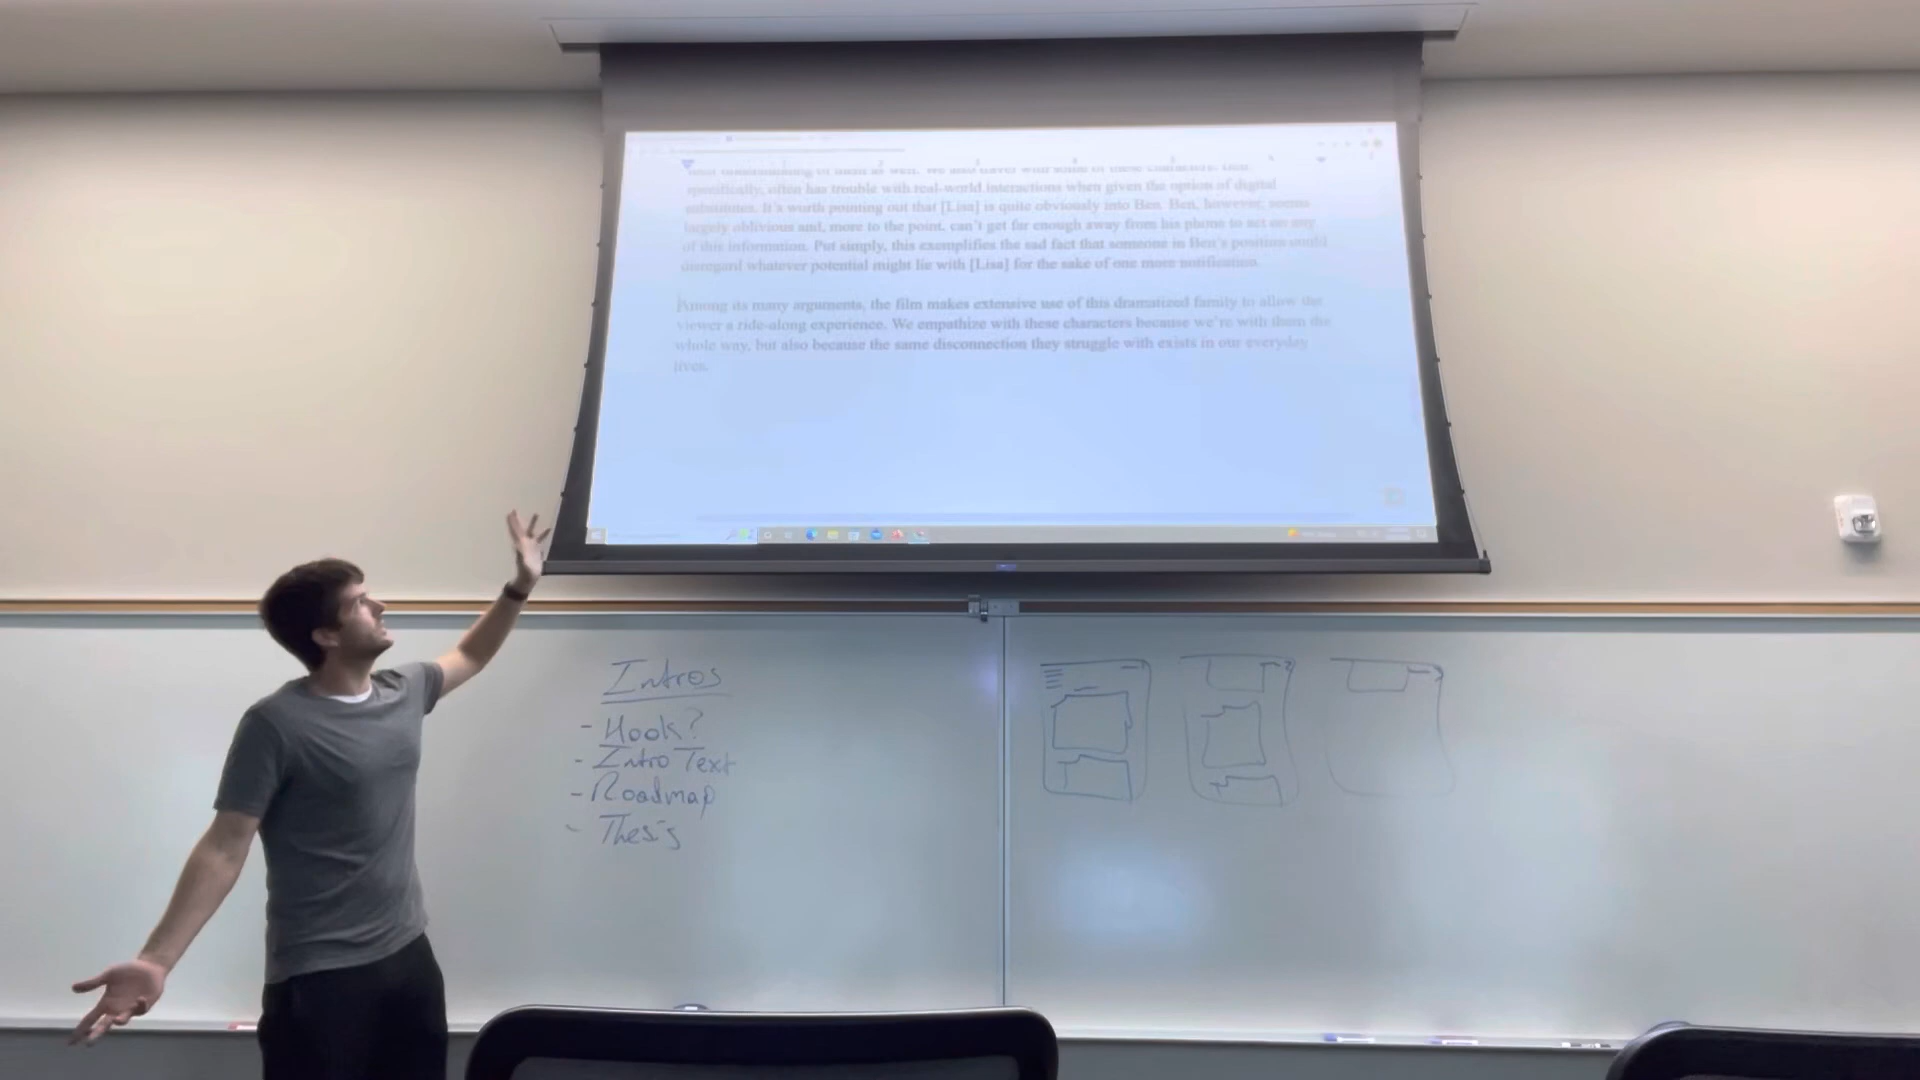 specifically, often has trouble with real-world interactions when given the option of digital
substitutes. It's worth pointing out that [Lisa] is quite obviously into Ben. Ben, however, seems
largely oblivious and, more to the point, can't get far enough away from his phone to act on any
of this information. Put simply, this exemplifies the sad fact that someone in Ben's position could
disregard whatever potential might lie with [Lisa] for the sake of one more notification.
Among its many arguments, the film makes extensive use of this dramatized family to allow the
viewer a ride-along experience. We empathize with these characters because we're with them the
whole way, but also because the same disconnection they struggle with exists in our everyday
lives.
Intros
- Hook?
- Intro Text
- Roadmap
- Thesis